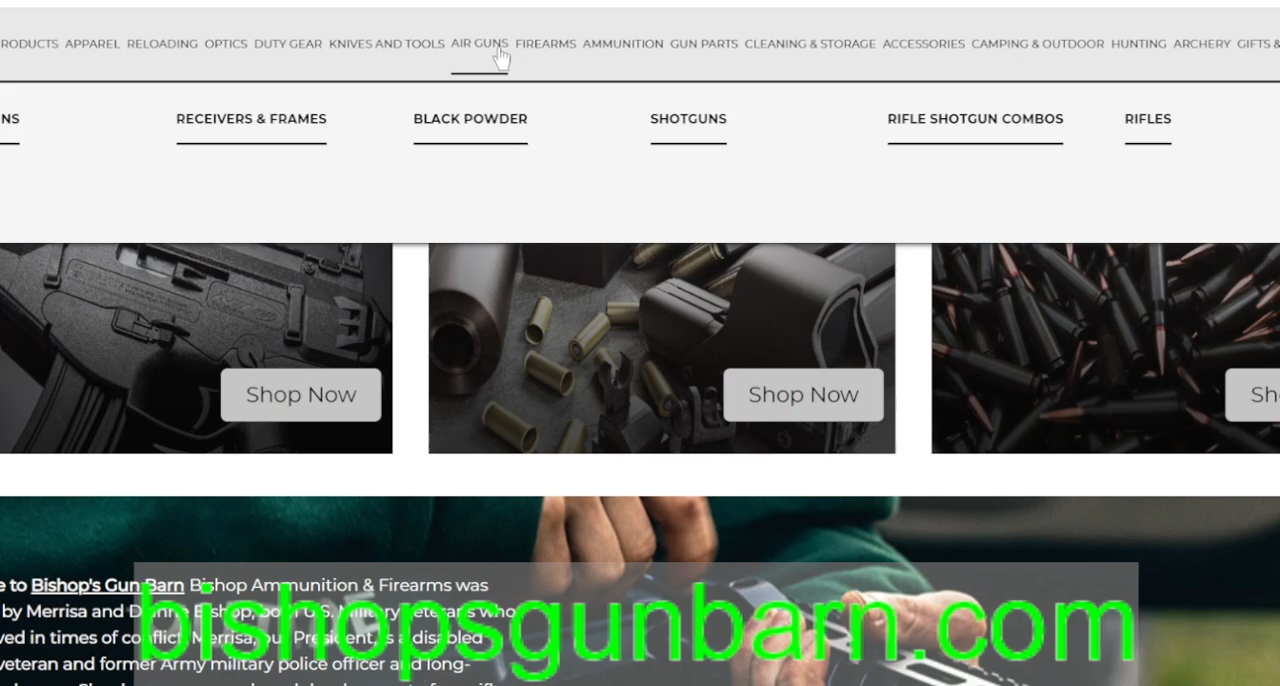 RODUCTS APPAREL RELOADING OPTICS DUTY GEAR KNIVES AND TOOLS AIR GUNS FIREARMS AMMUNITION GUN PARTS CLEANING & STORAGE ACCESSORIES CAMPING & OUTDOOR HUNTING ARCHERY GIFTS &
NS RECEIVERS & FRAMES BLACK POWDER SHOTGUNS RIFLE SHOTGUN COMBOS RIFLES
Shop Now Shop Now Sh
e to Bishop's Gun Barn Bishop Ammunition & Firearms was
by Merrisa and Dianne Bishop, both U.S. Military veterans who
ved in times of conflict. Merrisa, our President, is a disabled
veteran and former Army military police officer and long-
bishopsgunbarn.com